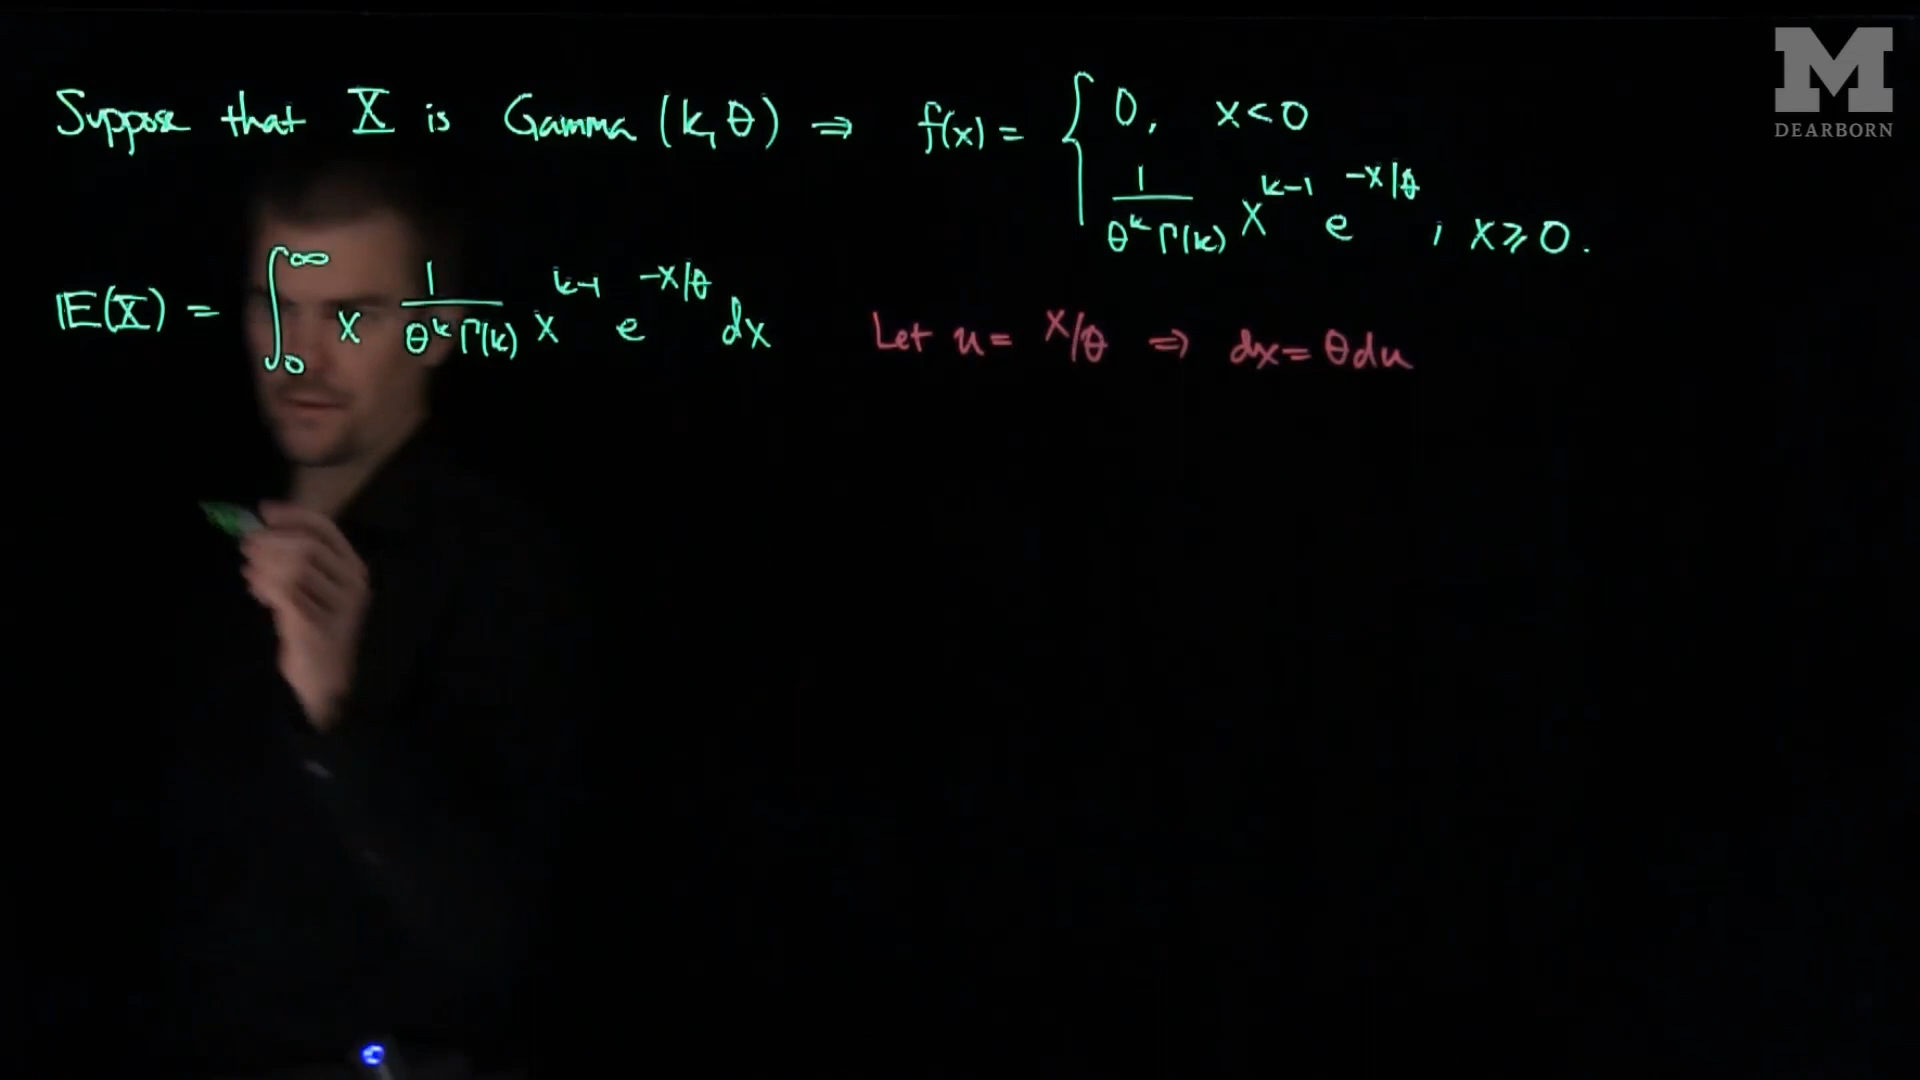 Suppose that X is Gamma (k, θ) ⇒ f(x) = { 0, x < 0
1/(θ^k Γ(k)) x^(k-1) e^(-x/θ), x ⩾ 0.
E(X) = ∫_0^∞ x 1/(θ^k Γ(k)) x^(k-1) e^(-x/θ) dx
Let u = x/θ ⇒ dx = θdu
M
DEARBORN